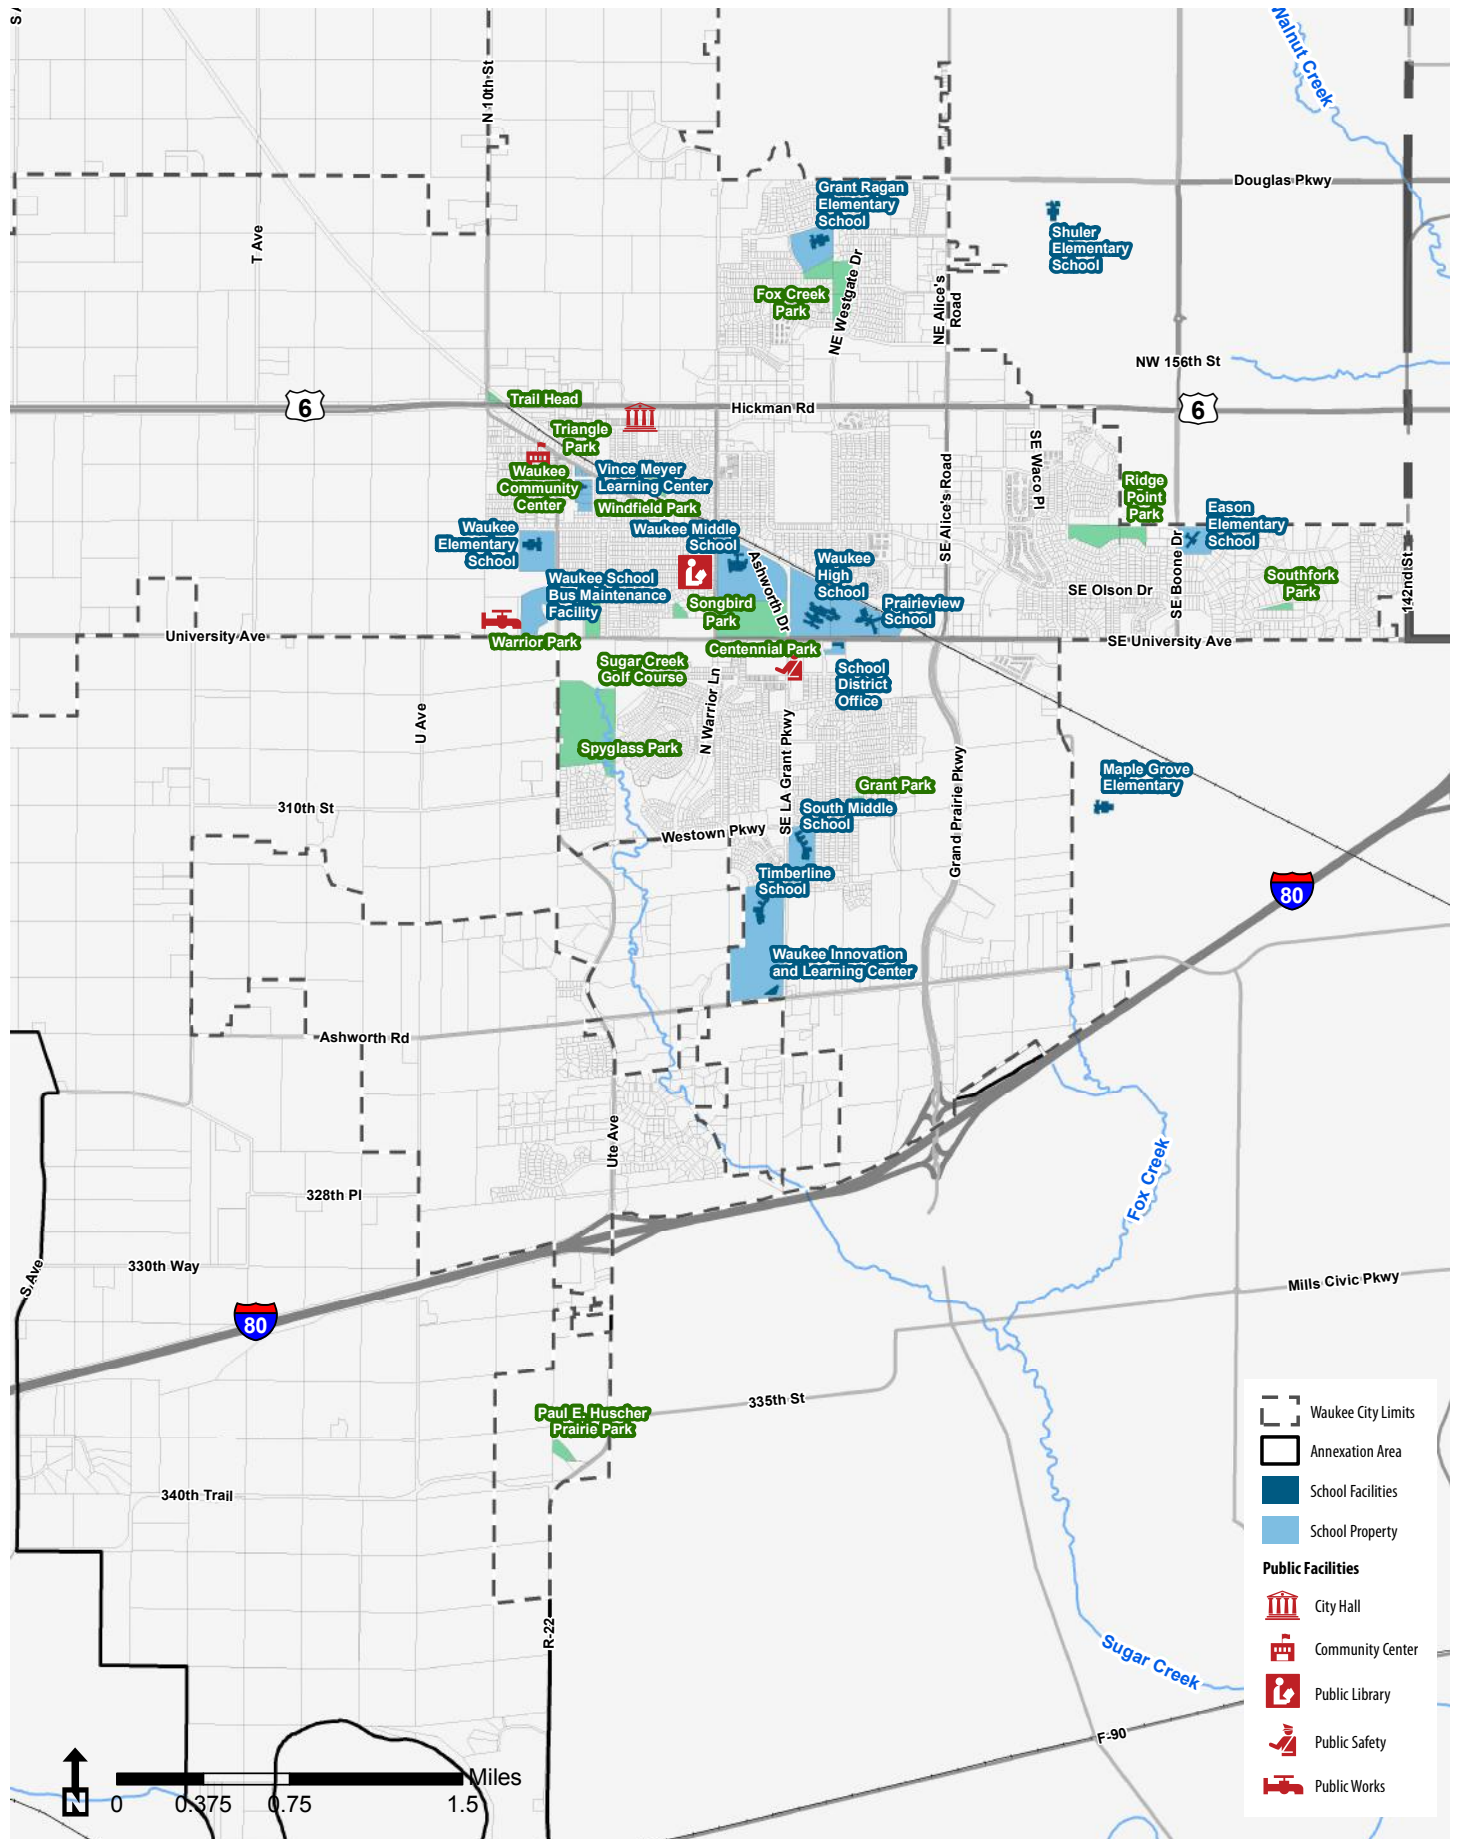 S A
N 10th St
Walnut Creek
Douglas Pkwy
Grant Ragan
Elementary
School
Shuler
Elementary
School
T Ave
Fox Creek
Park
NE Westgate Dr
NE Alice's
Road
NW 156th St
6
Trail Head
Hickman Rd
6
Triangle
Park
Waukee
Community
Center
Vince Meyer
Learning Center
Windfield Park
SE Alice's Road
SE Waco Pl
Ridge
Point
Park
Eason
Elementary
School
Waukee
Elementary
School
Waukee Middle
School
Ashworth Dr
Waukee
High
School
Waukee School
Bus Maintenance
Facility
Songbird
Park
Prairieview
School
SE Olson Dr
SE Boone Dr
Southfork
Park
142nd St
University Ave
Warrior Park
Centennial Park
SE University Ave
Sugar Creek
Golf Course
School
District
Office
U Ave
N Warrior Ln
SE LA Grant Pkwy
Spyglass Park
Grand Prairie Pkwy
Maple Grove
Elementary
Grant Park
310th St
South Middle
School
Westown Pkwy
Timberline
School
80
Waukee Innovation
and Learning Center
Ashworth Rd
Ute Ave
Fox Creek
328th Pl
330th Way
S Ave
Mills Civic Pkwy
80
335th St
Paul E. Huscher
Prairie Park
340th Trail
R-22
Sugar Creek
F-90
Waukee City Limits
Annexation Area
School Facilities
School Property
Public Facilities
City Hall
Community Center
Public Library
Public Safety
Public Works
N
Miles
0 0.375 0.75 1.5